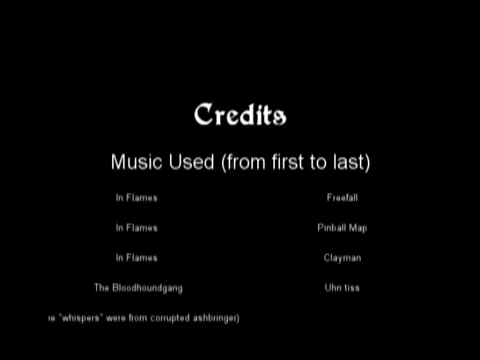 Credits
Music Used (from first to last)
In Flames Freefall
In Flames Pinball Map
In Flames Clayman
The Bloodhoundgang Uhn tiss
"whispers" were from corrupted ashbringer)